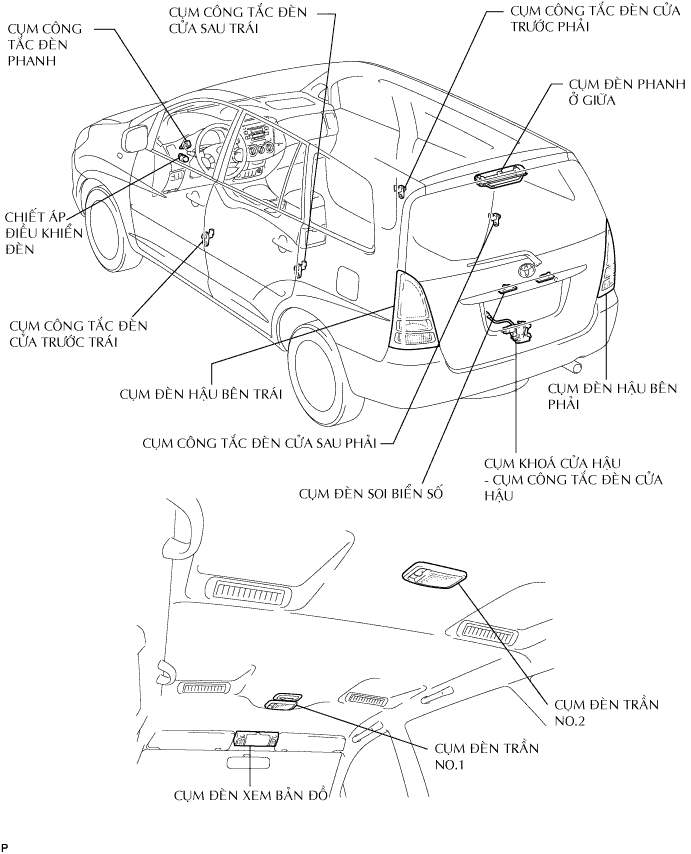 CỤM CÔNG TẮC ĐÈN
CỬA SAU TRÁI
CỤM CÔNG TẮC ĐÈN CỬA
TRƯỚC PHẢI
CỤM CÔNG
TẮC ĐÈN
PHANH
CỤM ĐÈN PHANH
Ở GIỮA
CHIẾT ÁP
ĐIỀU KHIỂN
ĐÈN
CỤM CÔNG TẮC ĐÈN
CỬA TRƯỚC TRÁI
CỤM ĐÈN HẬU BÊN TRÁI
CỤM ĐÈN HẬU BÊN
PHẢI
CỤM CÔNG TẮC ĐÈN CỬA SAU PHẢI
CỤM KHOÁ CỬA HẬU
- CỤM CÔNG TẮC ĐÈN CỬA
HẬU
CỤM ĐÈN SOI BIỂN SỐ
CỤM ĐÈN TRẦN
NO.2
CỤM ĐÈN TRẦN
NO.1
CỤM ĐÈN XEM BẢN ĐỒ
P